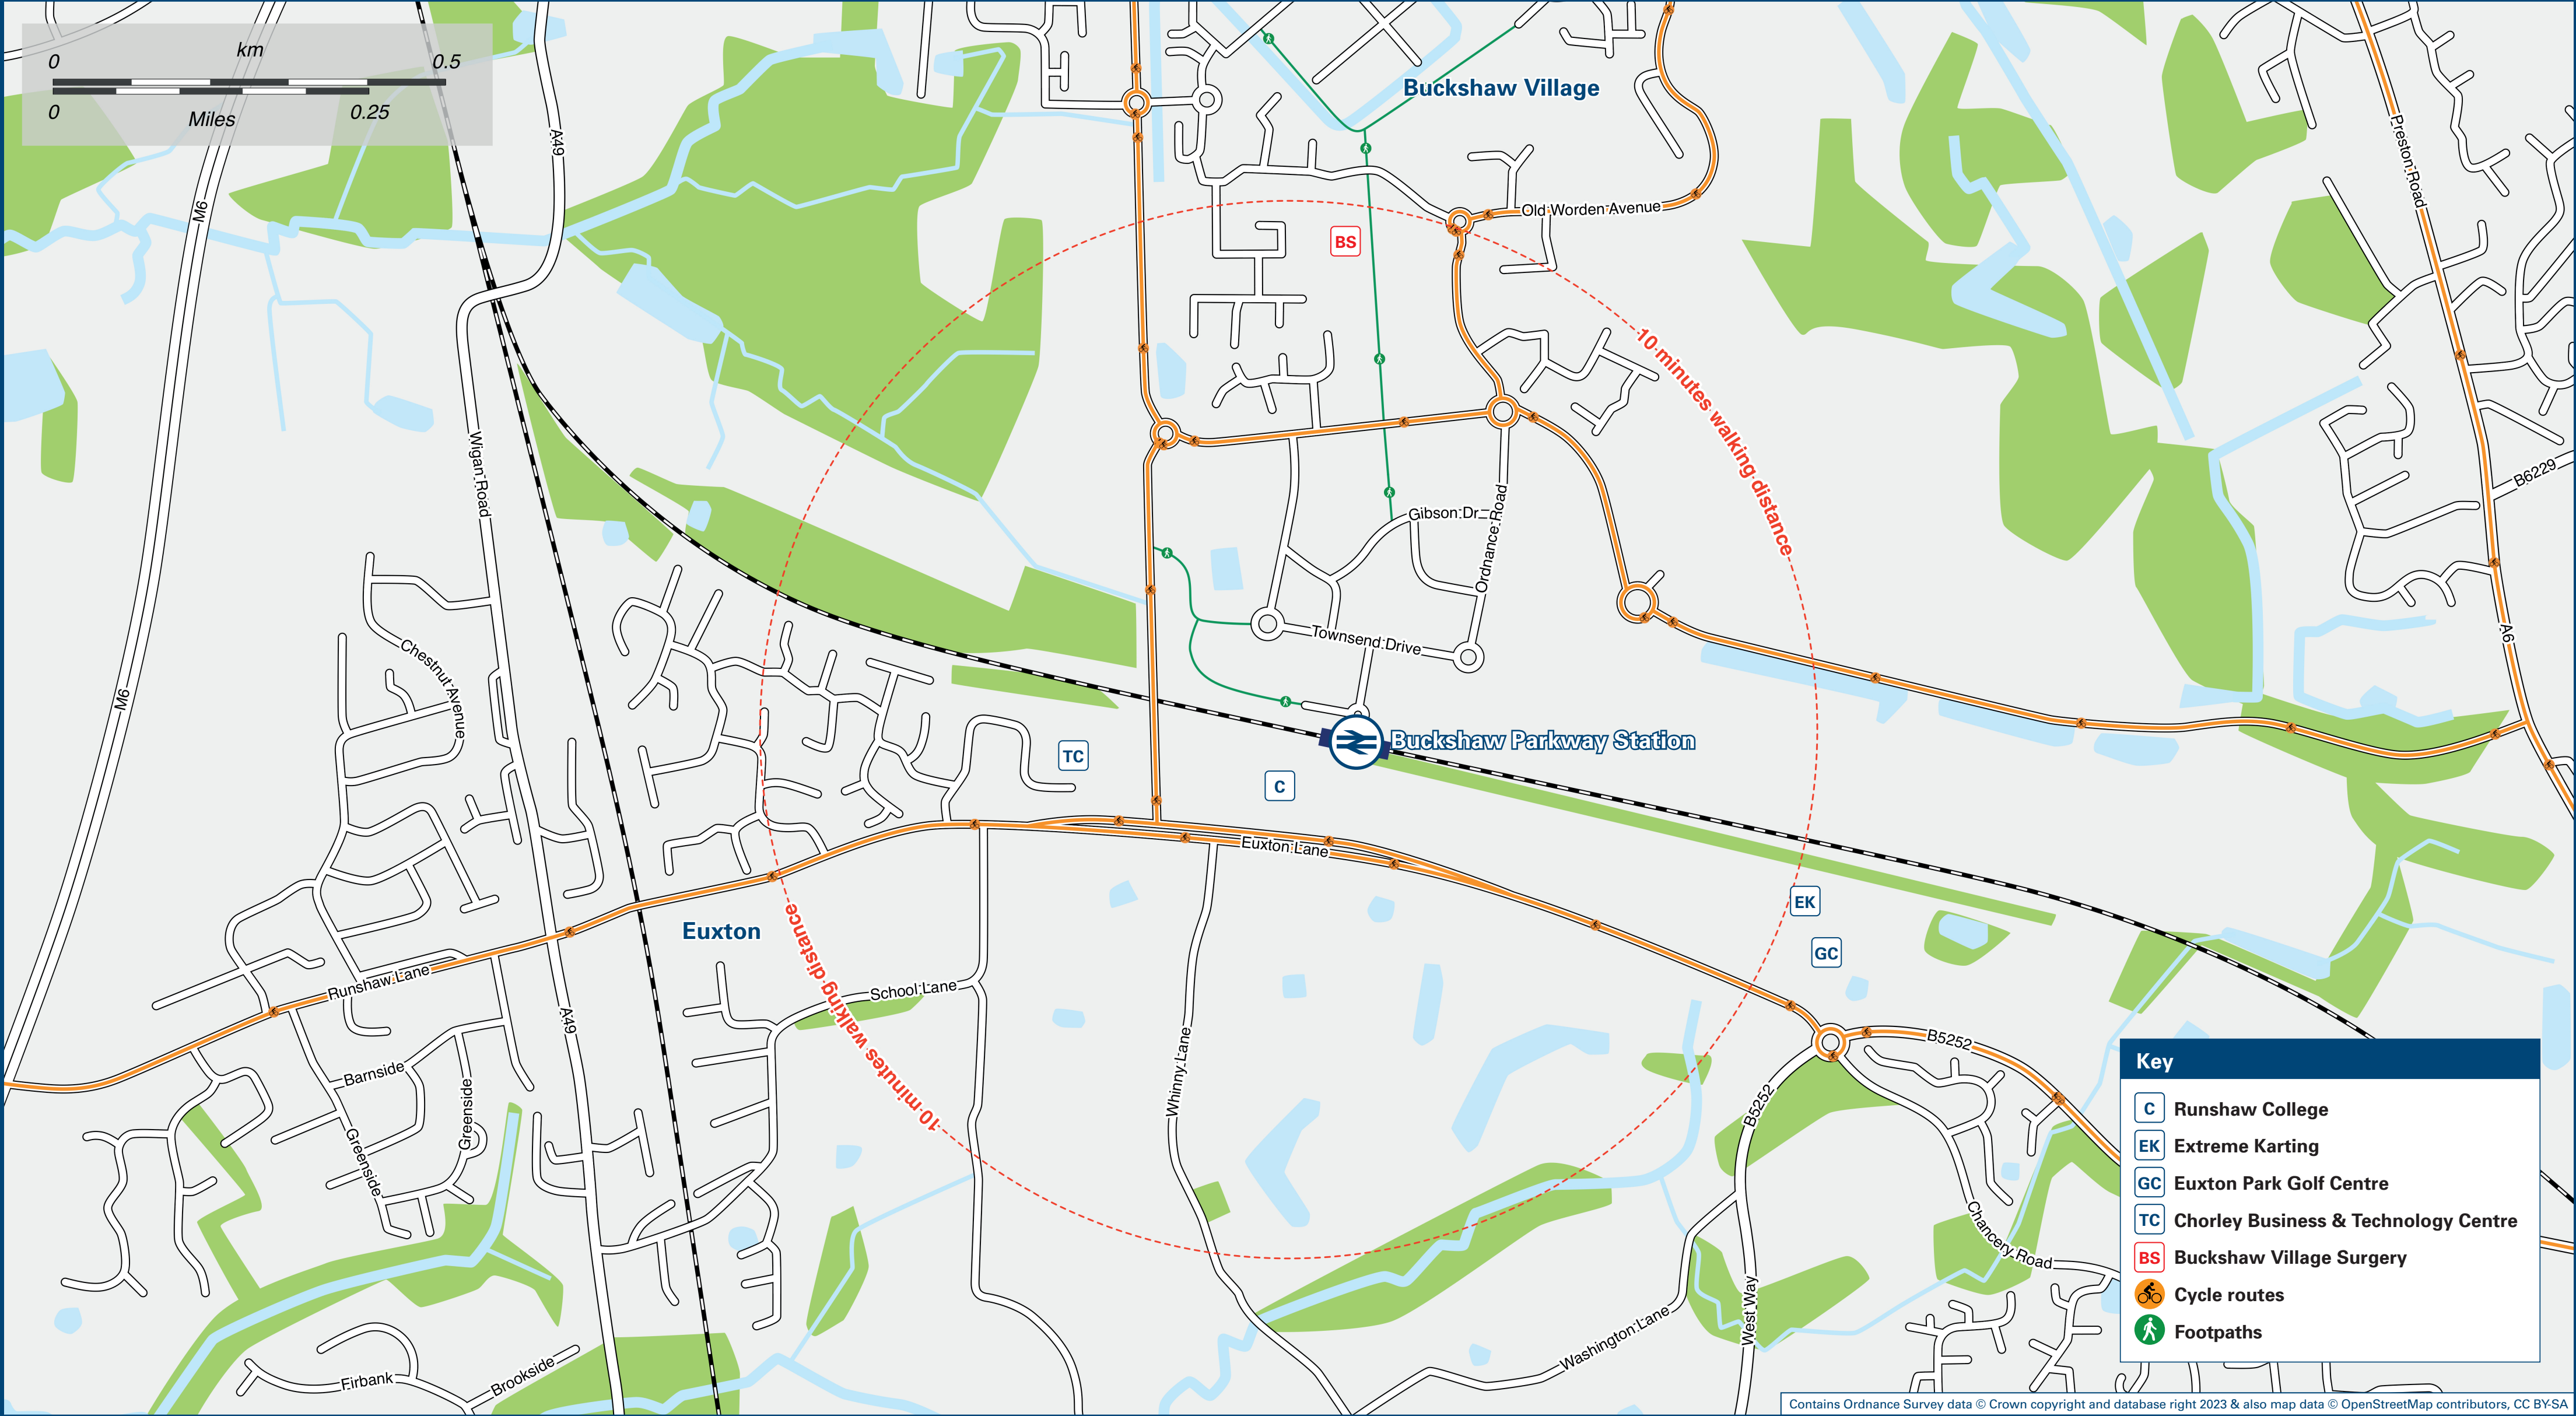 km
0 0.5
0 0.25
Miles
M6
A49
Buckshaw Village
Old Worden Avenue
BS
Preston Road
10 minutes walking distance
Wigan Road
B6229
Gibson Dr
Ordnance Road
Townsend Drive
A6
Chestnut Avenue
M6
Buckshaw Parkway Station
TC
C
Euxton Lane
EK
GC
Euxton
Runshaw Lane
School Lane
A49
10 minutes walking distance
Barnside
Greenside
Greenside
Whinny Lane
B5252
B5252
Chancery Road
West Way
Washington Lane
Firbank
Brookside
Key
C Runshaw College
EK Extreme Karting
GC Euxton Park Golf Centre
TC Chorley Business & Technology Centre
BS Buckshaw Village Surgery
Cycle routes
Footpaths
Contains Ordnance Survey data © Crown copyright and database right 2023 & also map data © OpenStreetMap contributors, CC BY-SA